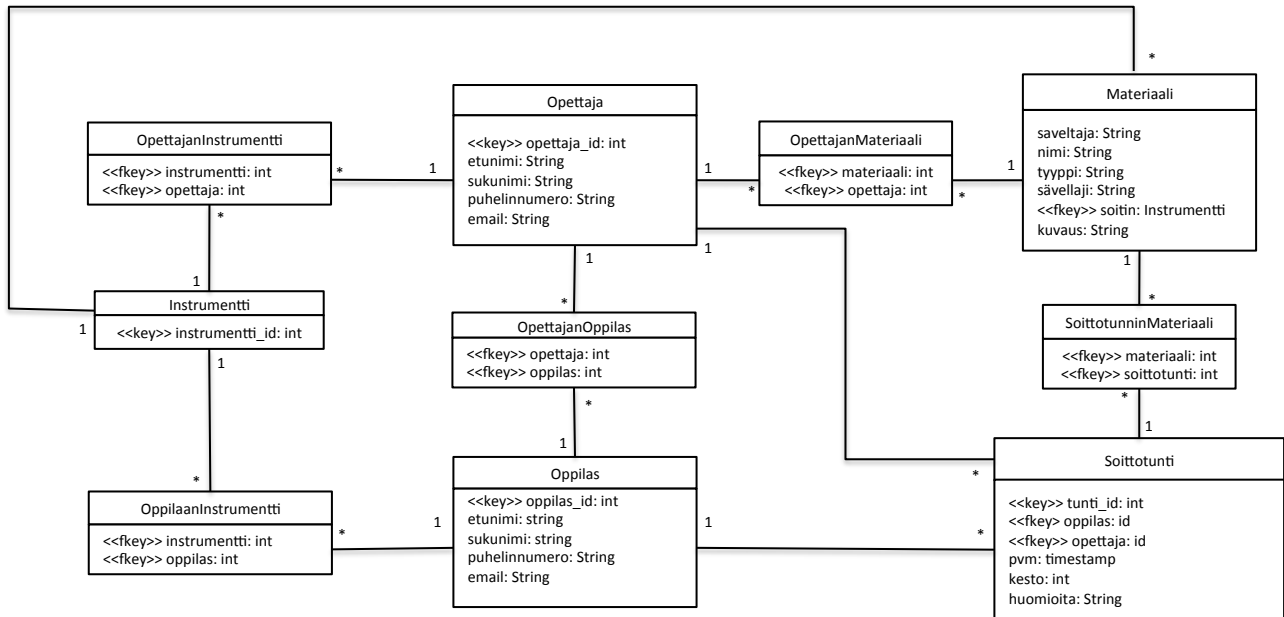 *
Opettaja
<<key>> opettaja_id: int
etunimi: String
sukunimi: String
puhelinnumero: String
email: String
Materiaali
saveltaja: String
nimi: String
tyyppi: String
sävellaji: String
<<fkey>> soitin: Instrumentti
kuvaus: String
OpettajanInstrumentti
<<fkey>> instrumentti: int
<<fkey>> opettaja: int
OpettajanMateriaali
<<fkey>> materiaali: int
<<fkey>> opettaja: int
*
1
1
*
*
1
*
1
1
1
1
*
Instrumentti
<<key>> instrumentti_id: int
1
1
*
OpettajanOppilas
<<fkey>> opettaja: int
<<fkey>> oppilas: int
*
1
SoittotunninMateriaali
<<fkey>> materiaali: int
<<fkey>> soittotunti: int
*
1
Oppilas
<<key>> oppilas_id: int
etunimi: string
sukunimi: string
puhelinnumero: String
email: String
*
OppilaanInstrumentti
<<fkey>> instrumentti: int
<<fkey>> oppilas: int
*
1
1
*
*
Soittotunti
<<key>> tunti_id: int
<<fkey> oppilas: id
<<fkey>> opettaja: id
pvm: timestamp
kesto: int
huomioita: String